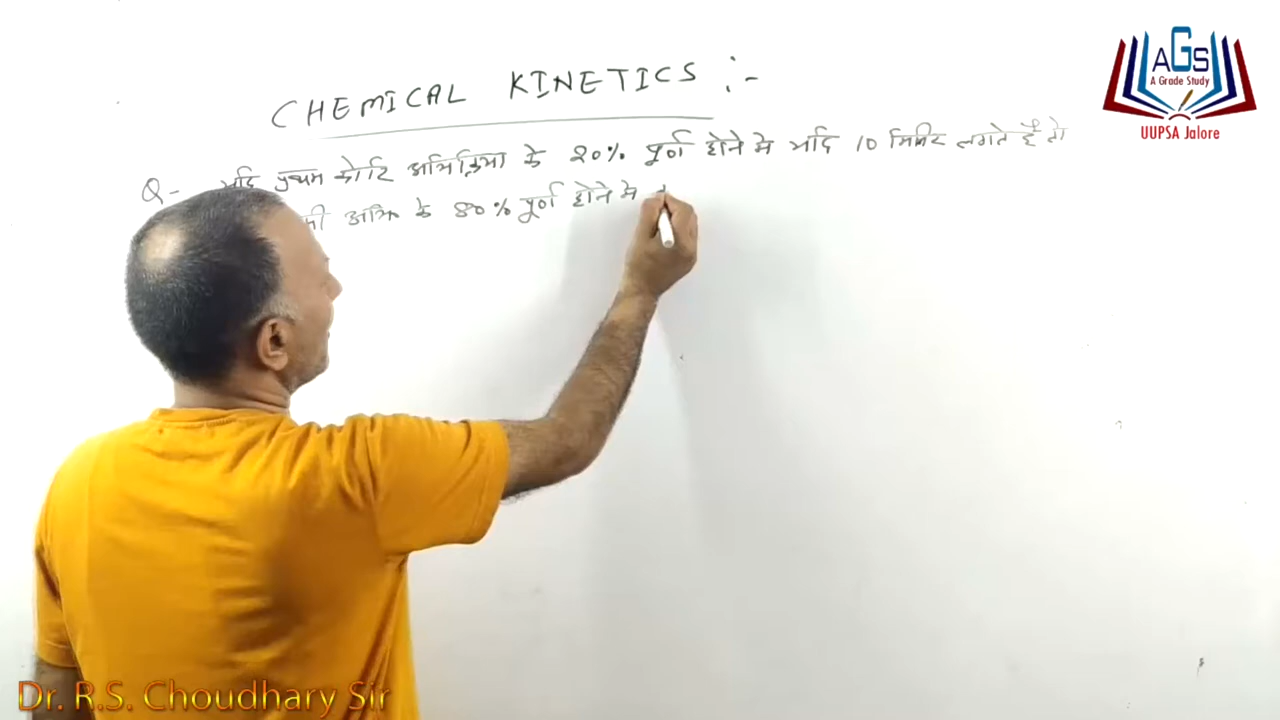 CHEMICAL KINETICS :-
Q- यदि प्रथम कोटि अभिक्रिया के 20% पूर्ण होने मे यदि 10 मिनिट लगते है तो
अभि के 80% पूर्ण होने मे
AGS
A Grade Study
UUPSA Jalore
Dr. R.S. Choudhary Sir